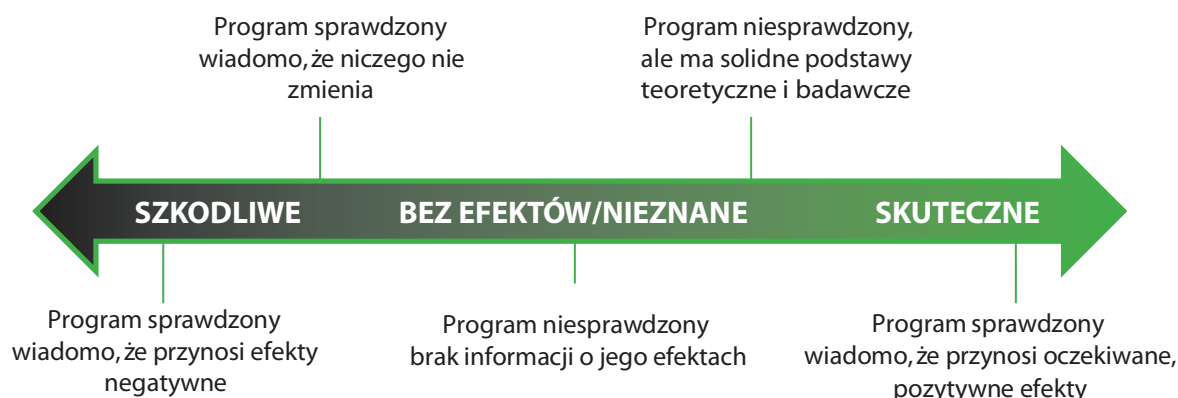 Program sprawdzony
wiadomo, że niczego nie
zmienia
Program niesprawdzony,
ale ma solidne podstawy
teoretyczne i badawcze
SZKODLIWE
BEZ EFEKTÓW/NIEZNANE
SKUTECZNE
Program sprawdzony
wiadomo, że przynosi efekty
negatywne
Program niesprawdzony
brak informacji o jego efektach
Program sprawdzony
wiadomo, że przynosi oczekiwane,
pozytywne efekty